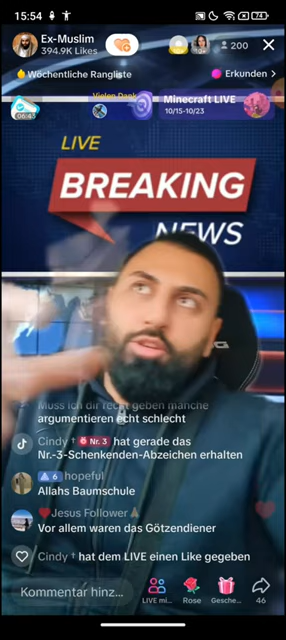 15:54
74
Ex-Muslim
394.9K Likes
200
Wöchentliche Rangliste
Erkunden >
Vielen Dank
Minecraft LIVE
10/15-10/23
06:43
LIVE
BREAKING
NEWS
Muss ich dir recht geben manche
argumentieren echt schlecht
Cindy † Nr. 3 hat gerade das
Nr.-3-Schenkenden-Abzeichen erhalten
6 hopeful
Allahs Baumschule
Jesus Follower
Vor allem waren das Götzendiener
Cindy † hat dem LIVE einen Like gegeben
Kommentar hinz...
LIVE mi...
Rose
Gesche...
46